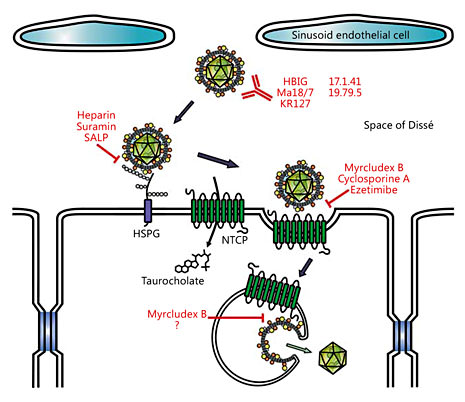 Sinusoid endothelial cell
HBIG 17.1.41
Ma18/7 19.79.5
KR127
Heparin
Suramin
SALP
Space of Dissé
Myrcludex B
Cyclosporine A
Ezetimibe
HSPG
NTCP
Taurocholate
Myrcludex B
?